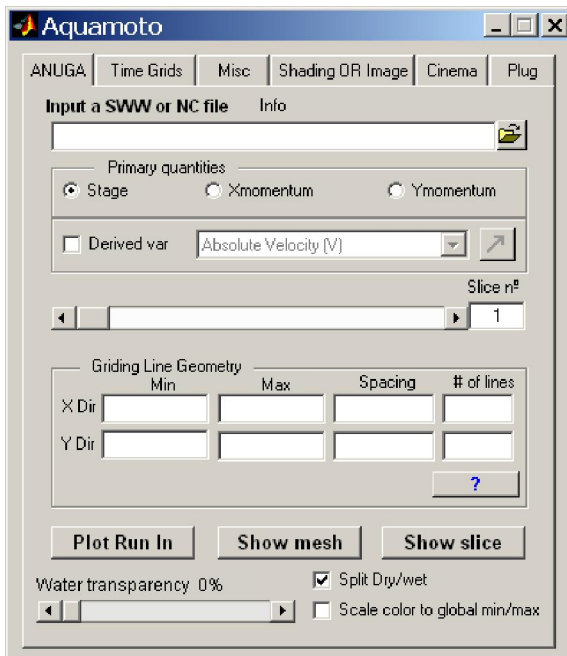 Aquamoto
ANUGA Time Grids Misc Shading OR Image Cinema Plug
Input a SWW or NC file Info
Primary quantities
Stage Xmomentum Ymomentum
Derived var Absolute Velocity (V)
Slice nº
1
Griding Line Geometry
Min Max Spacing # of lines
X Dir
Y Dir
?
Plot Run In Show mesh Show slice
Water transparency 0% Split Dry/wet
Scale color to global min/max